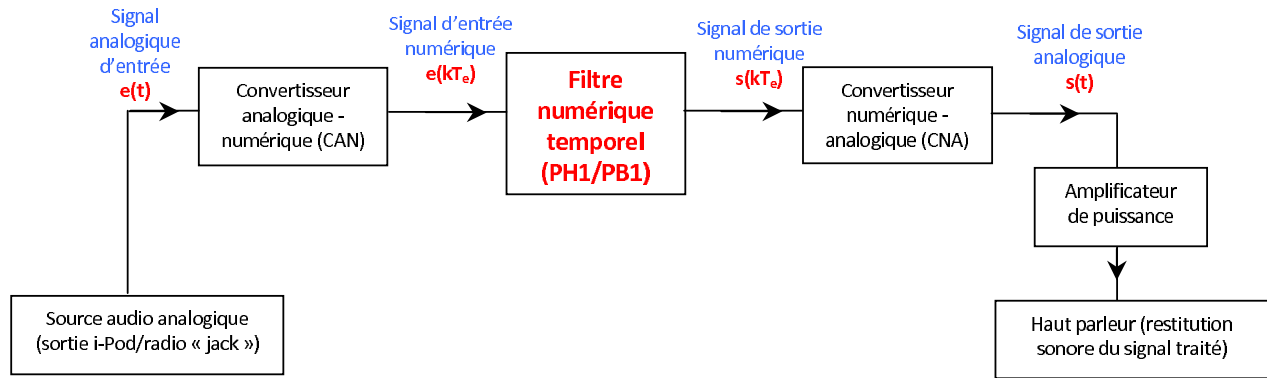 Signal
analogique
d'entrée
e(t)
Convertisseur
analogique -
numérique (CAN)
Signal d'entrée
numérique
e(kTe)
Filtre
numérique
temporel
(PH1/PB1)
Signal de sortie
numérique
s(kTe)
Convertisseur
numérique -
analogique (CNA)
Signal de sortie
analogique
s(t)
Amplificateur
de puissance
Source audio analogique
(sortie i-Pod/radio « jack »)
Haut parleur (restitution
sonore du signal traité)